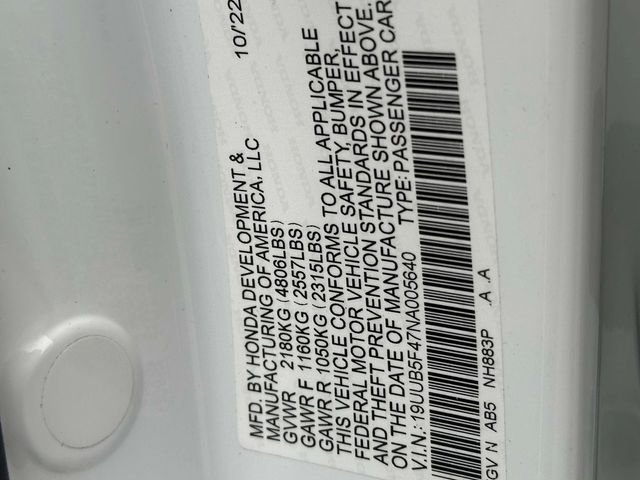 MFD. BY HONDA DEVELOPMENT & 10/'22
MANUFACTURING OF AMERICA, LLC
GVWR 2180KG (4806LBS)
GAWR F 1160KG (2557LBS)
GAWR R 1050KG (2315LBS)
THIS VEHICLE CONFORMS TO ALL APPLICABLE
FEDERAL MOTOR VEHICLE SAFETY, BUMPER,
AND THEFT PREVENTION STANDARDS IN EFFECT
ON THE DATE OF MANUFACTURE SHOWN ABOVE.
V.I.N.: 19UUB5F47NA005640 TYPE: PASSENGER CAR
GV N AB5 NH883P .A .A